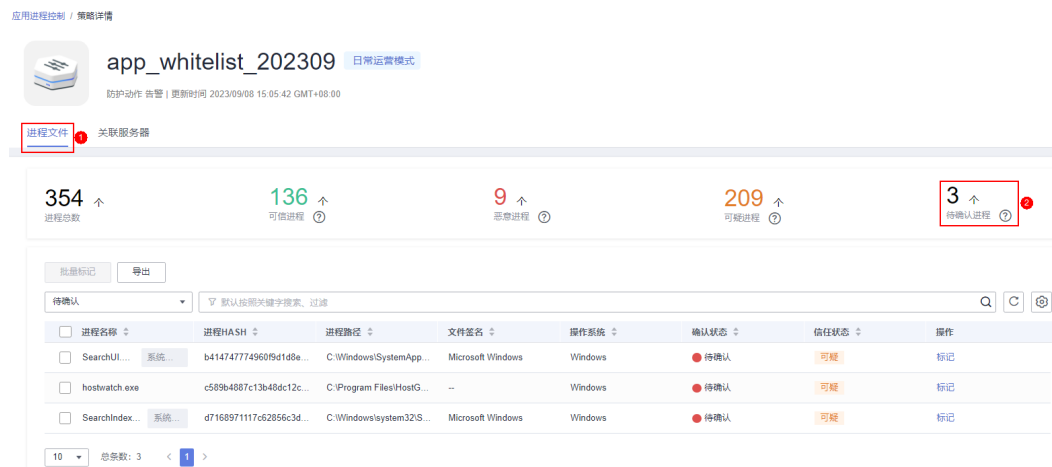 应用进程控制 / 策略详情
app_whitelist_202309 日常运营模式
防护动作 告警 | 更新时间 2023/09/08 15:05:42 GMT+08:00
进程文件 1 关联服务器
354 个 136 个 9 个 209 个 3 个 2
进程总数 可信进程 ? 恶意进程 ? 可疑进程 ? 待确认进程 ?
批量标记 导出
待确认 默认按照关键字搜索、过滤
进程名称 进程HASH 进程路径 文件签名 操作系统 确认状态 信任状态 操作
SearchUI.... 系统... b414747774960f9d1d8e... C:\Windows\SystemApp... Microsoft Windows Windows 待确认 可疑 标记
hostwatch.exe c589b4887c13b48dc12c... C:\Program Files\HostG... -- Windows 待确认 可疑 标记
SearchIndex... 系统... d7168971117c62856c3d... C:\Windows\system32\S... Microsoft Windows Windows 待确认 可疑 标记
10 总条数: 3 < 1 >